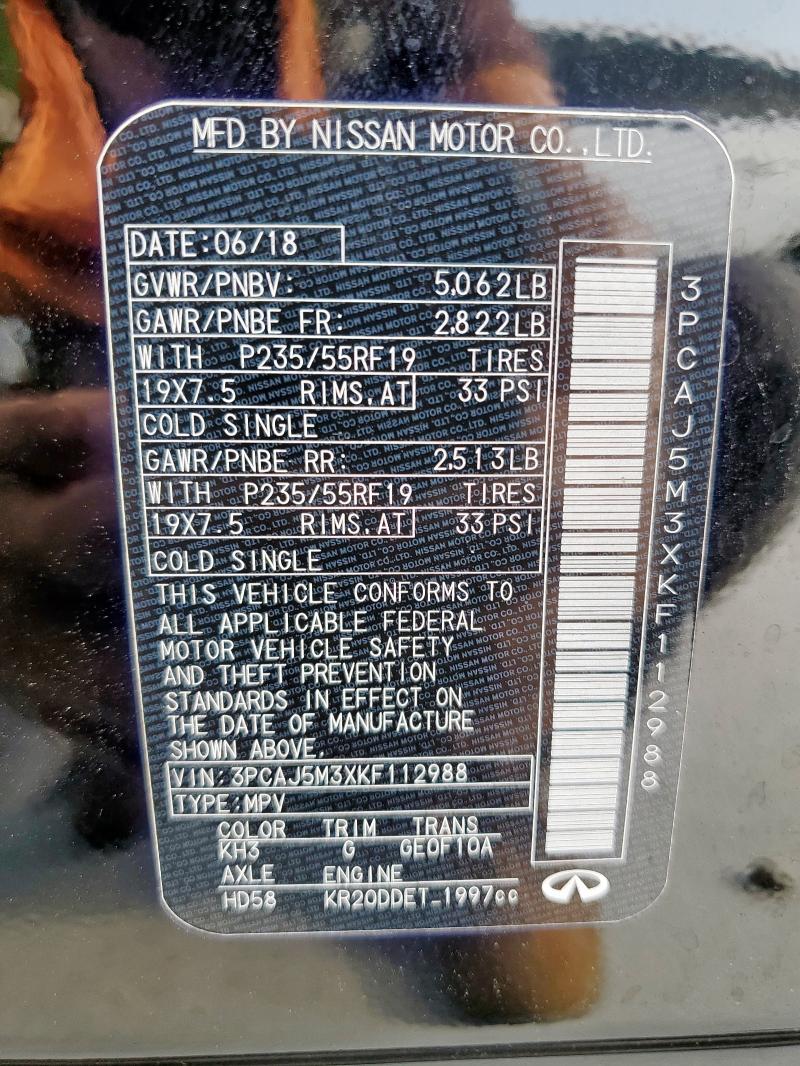 MFD BY NISSAN MOTOR CO.,LTD.
DATE:06/18
GVWR/PNBV: 5,062LB
GAWR/PNBE FR: 2,822LB
WITH P235/55RF19 TIRES
19X7.5 RIMS,AT 33 PSI
COLD SINGLE
GAWR/PNBE RR: 2,513LB
WITH P235/55RF19 TIRES
19X7.5 RIMS,AT 33 PSI
COLD SINGLE
THIS VEHICLE CONFORMS TO
ALL APPLICABLE FEDERAL
MOTOR VEHICLE SAFETY
AND THEFT PREVENTION
STANDARDS IN EFFECT ON
THE DATE OF MANUFACTURE
SHOWN ABOVE.
VIN:3PCAJ5M3XKF112988
TYPE:MPV
COLOR TRIM TRANS
KH3 G GE0F10A
AXLE ENGINE
HD58 KR20DDET-1997cc
3PCAJ5M3XKF112988